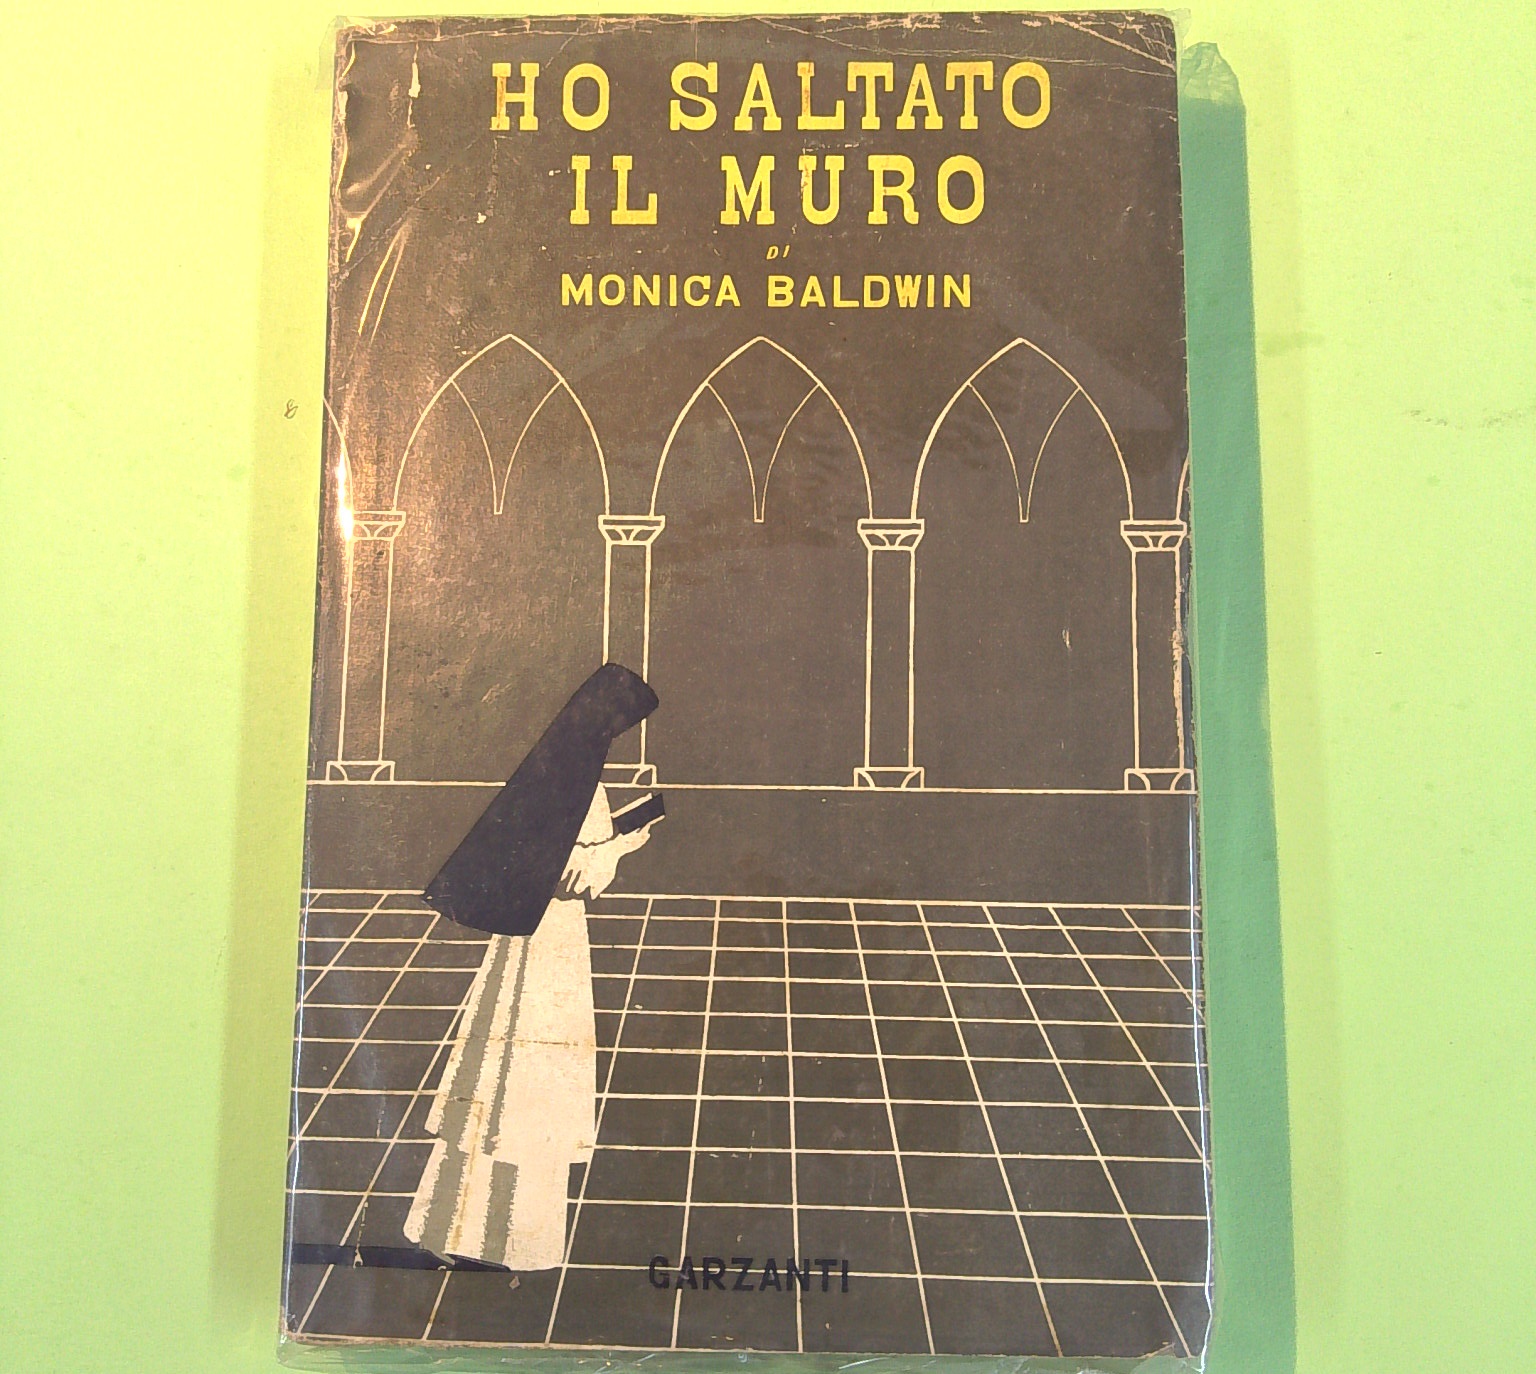 HO SALTATO
IL MURO
DI
MONICA BALDWIN
GARZANTI